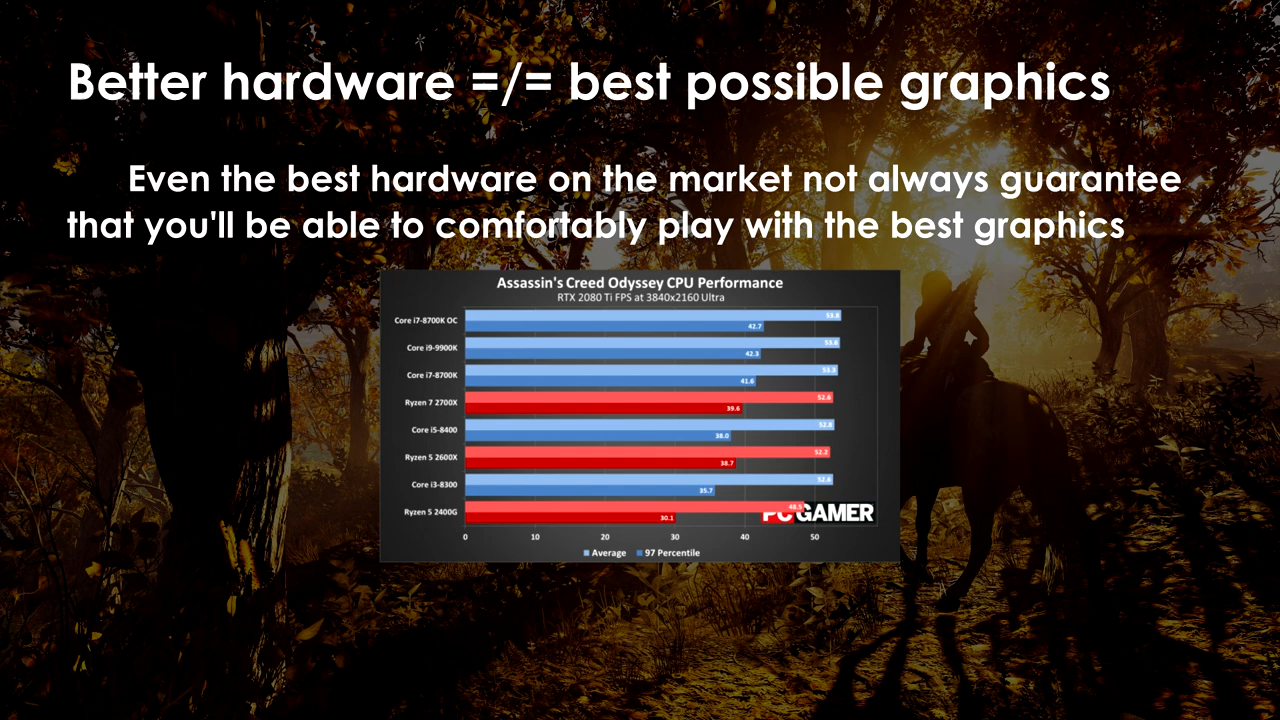 Better hardware =/= best possible graphics
Even the best hardware on the market not always guarantee
that you'll be able to comfortably play with the best graphics
Assassin's Creed Odyssey CPU Performance
RTX 2080 Ti FPS at 3840x2160 Ultra
Core i7-8700K OC
53.8
42.7
Core i9-9900K
53.6
42.3
Core i7-8700K
53.3
41.6
Ryzen 7 2700X
52.6
39.6
Core i5-8400
52.8
38.0
Ryzen 5 2600X
52.2
38.7
Core i3-8300
52.6
35.7
Ryzen 5 2400G
48.5
30.1
PC GAMER
0 10 20 30 40 50
Average 97 Percentile